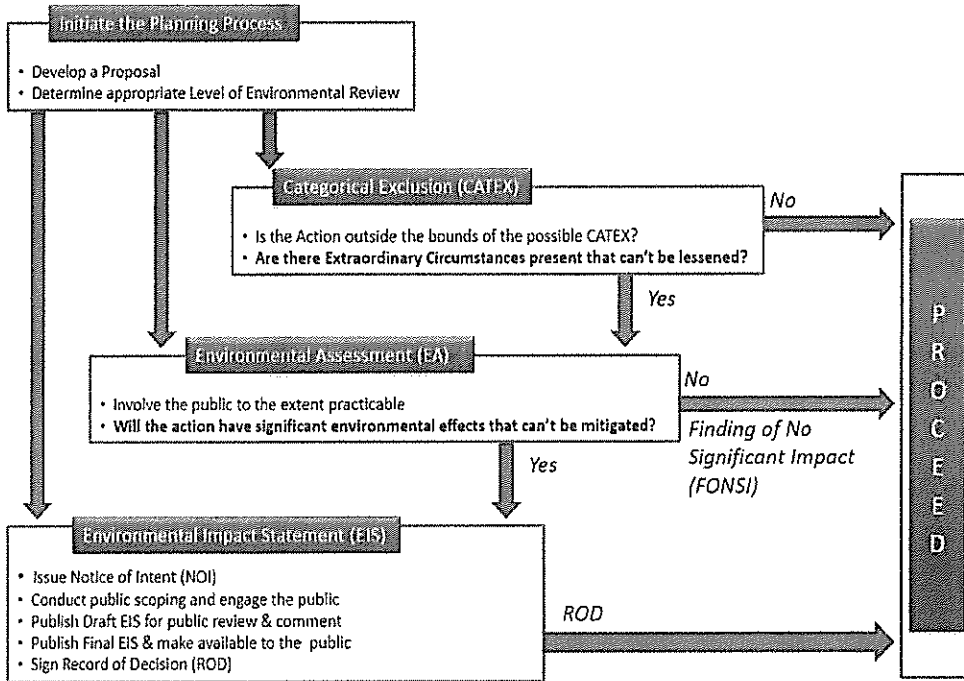 Initiate the Planning Process
• Develop a Proposal
• Determine appropriate Level of Environmental Review
Categorical Exclusion (CATEX)
No
• Is the Action outside the bounds of the possible CATEX?
• Are there Extraordinary Circumstances present that can't be lessened?
Yes
Environmental Assessment (EA)
No
• Involve the public to the extent practicable
• Will the action have significant environmental effects that can't be mitigated?
Finding of No
Significant Impact
(FONSI)
Yes
Environmental Impact Statement (EIS)
• Issue Notice of Intent (NOI)
• Conduct public scoping and engage the public
• Publish Draft EIS for public review & comment
• Publish Final EIS & make available to the public
• Sign Record of Decision (ROD)
ROD
PROCEED